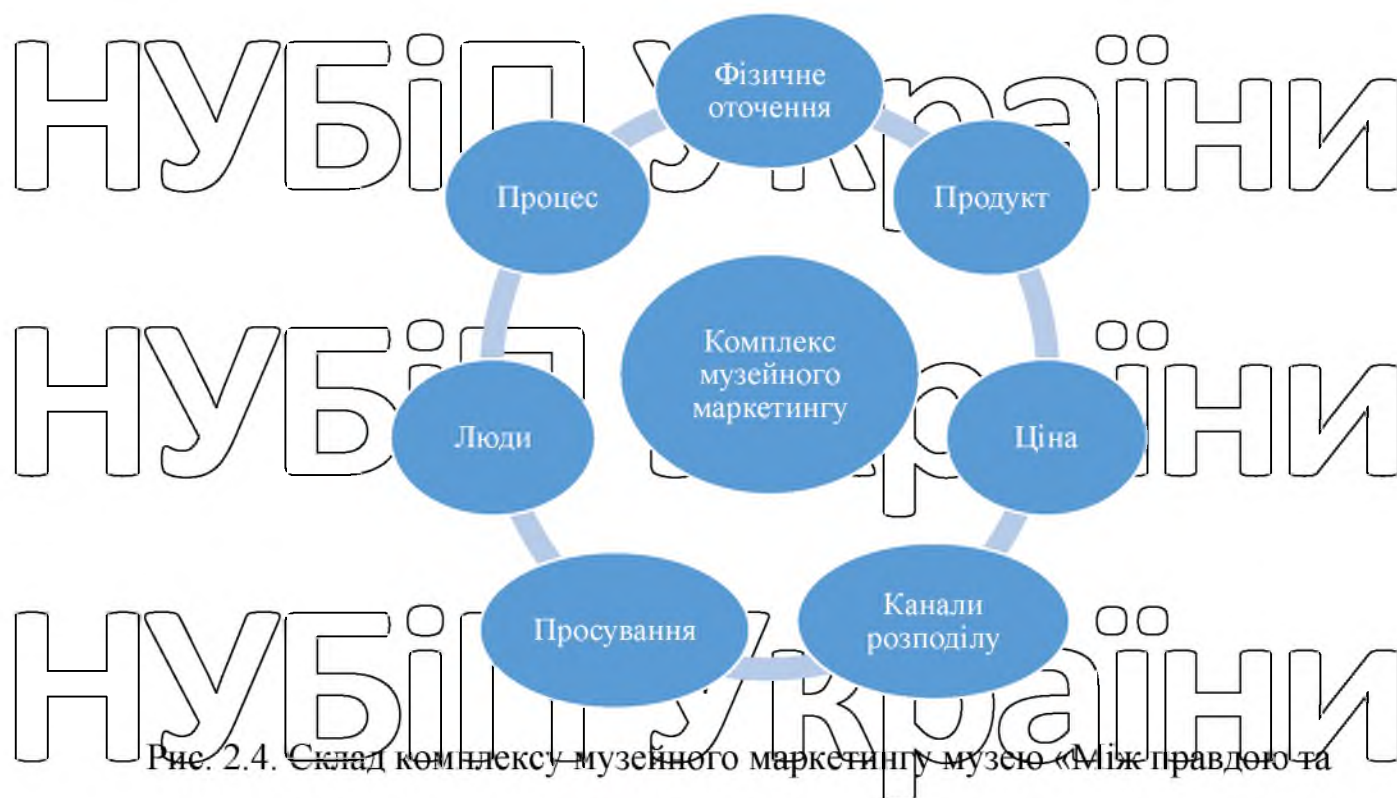 НУБіП України
Фізичне
оточення
Процес
Продукт
НУБіП України
Комплекс
музейного
маркетингу
Люди
Ціна
НУБіП України
Просування
Канали
розподілу
Рис. 2.4. Склад комплексу музейного маркетингу музею «Між правдою та